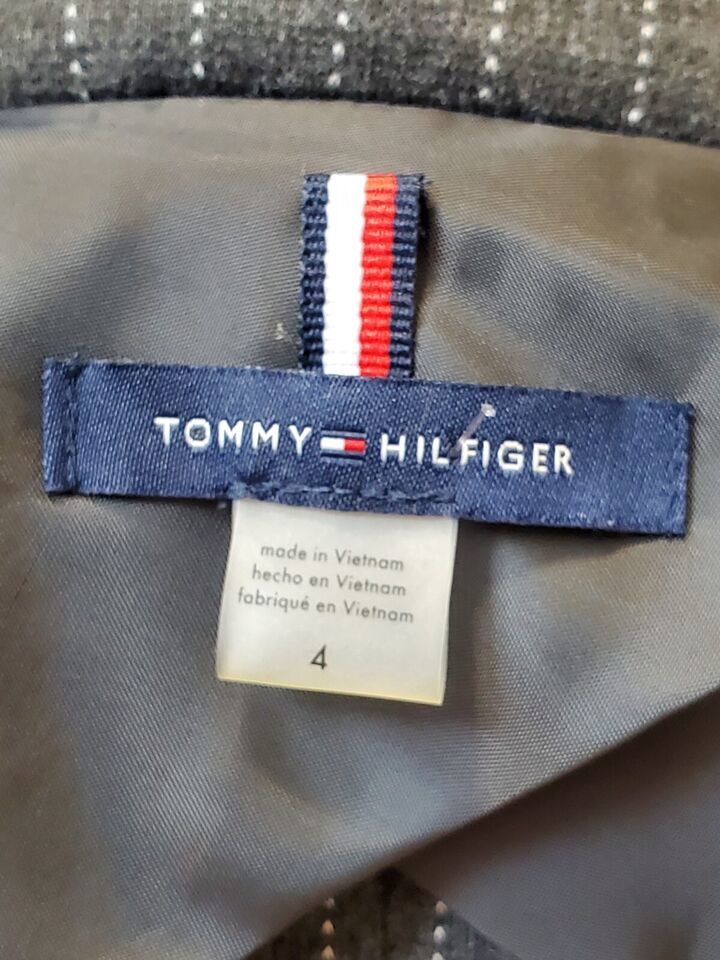 TOMMY HILFIGER
made in Vietnam
hecho en Vietnam
fabriqué en Vietnam
4